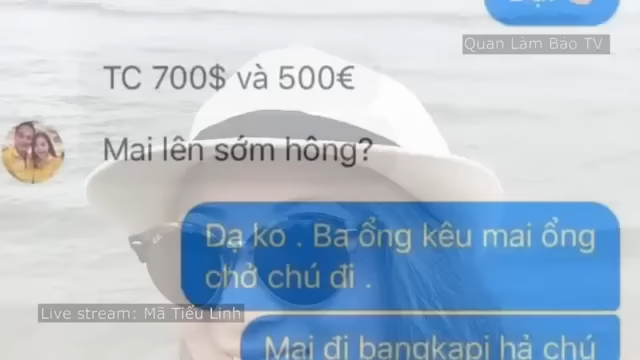 Quan Làm Báo TV
TC 700$ và 500€
Mai lên sớm hông?
Dạ ko . Ba ổng kêu mai ổng
chở chú đi .
Live stream: Mã Tiểu Linh
Mai đi bangkapi hả chú